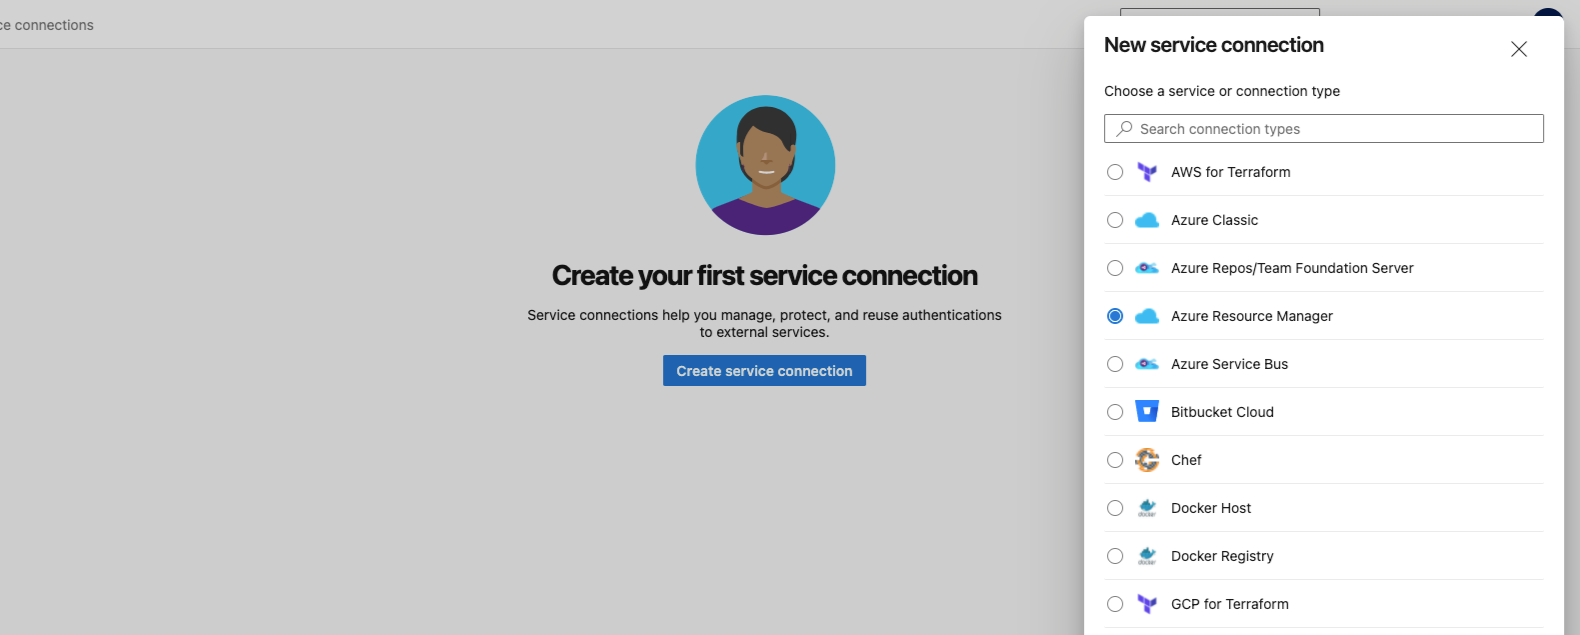 ce connections
Create your first service connection
Service connections help you manage, protect, and reuse authentications
to external services.
Create service connection
New service connection
Choose a service or connection type
Search connection types
AWS for Terraform
Azure Classic
Azure Repos/Team Foundation Server
Azure Resource Manager
Azure Service Bus
Bitbucket Cloud
Chef
docker
Docker Host
docker
Docker Registry
GCP for Terraform